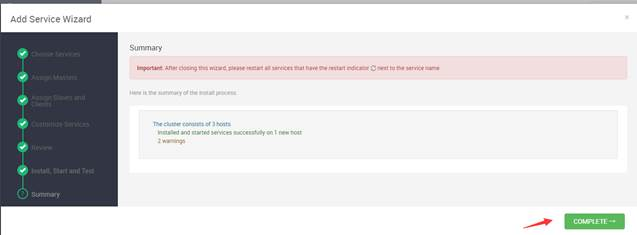 Add Service Wizard
×
Choose Services
Assign Masters
Assign Slaves and
Clients
Customize Services
Review
Install, Start and Test
7
Summary
Summary
Important: After closing this wizard, please restart all services that have the restart indicator next to the service name
Here is the summary of the install process.
The cluster consists of 3 hosts
Installed and started services successfully on 1 new host
2 warnings
COMPLETE →